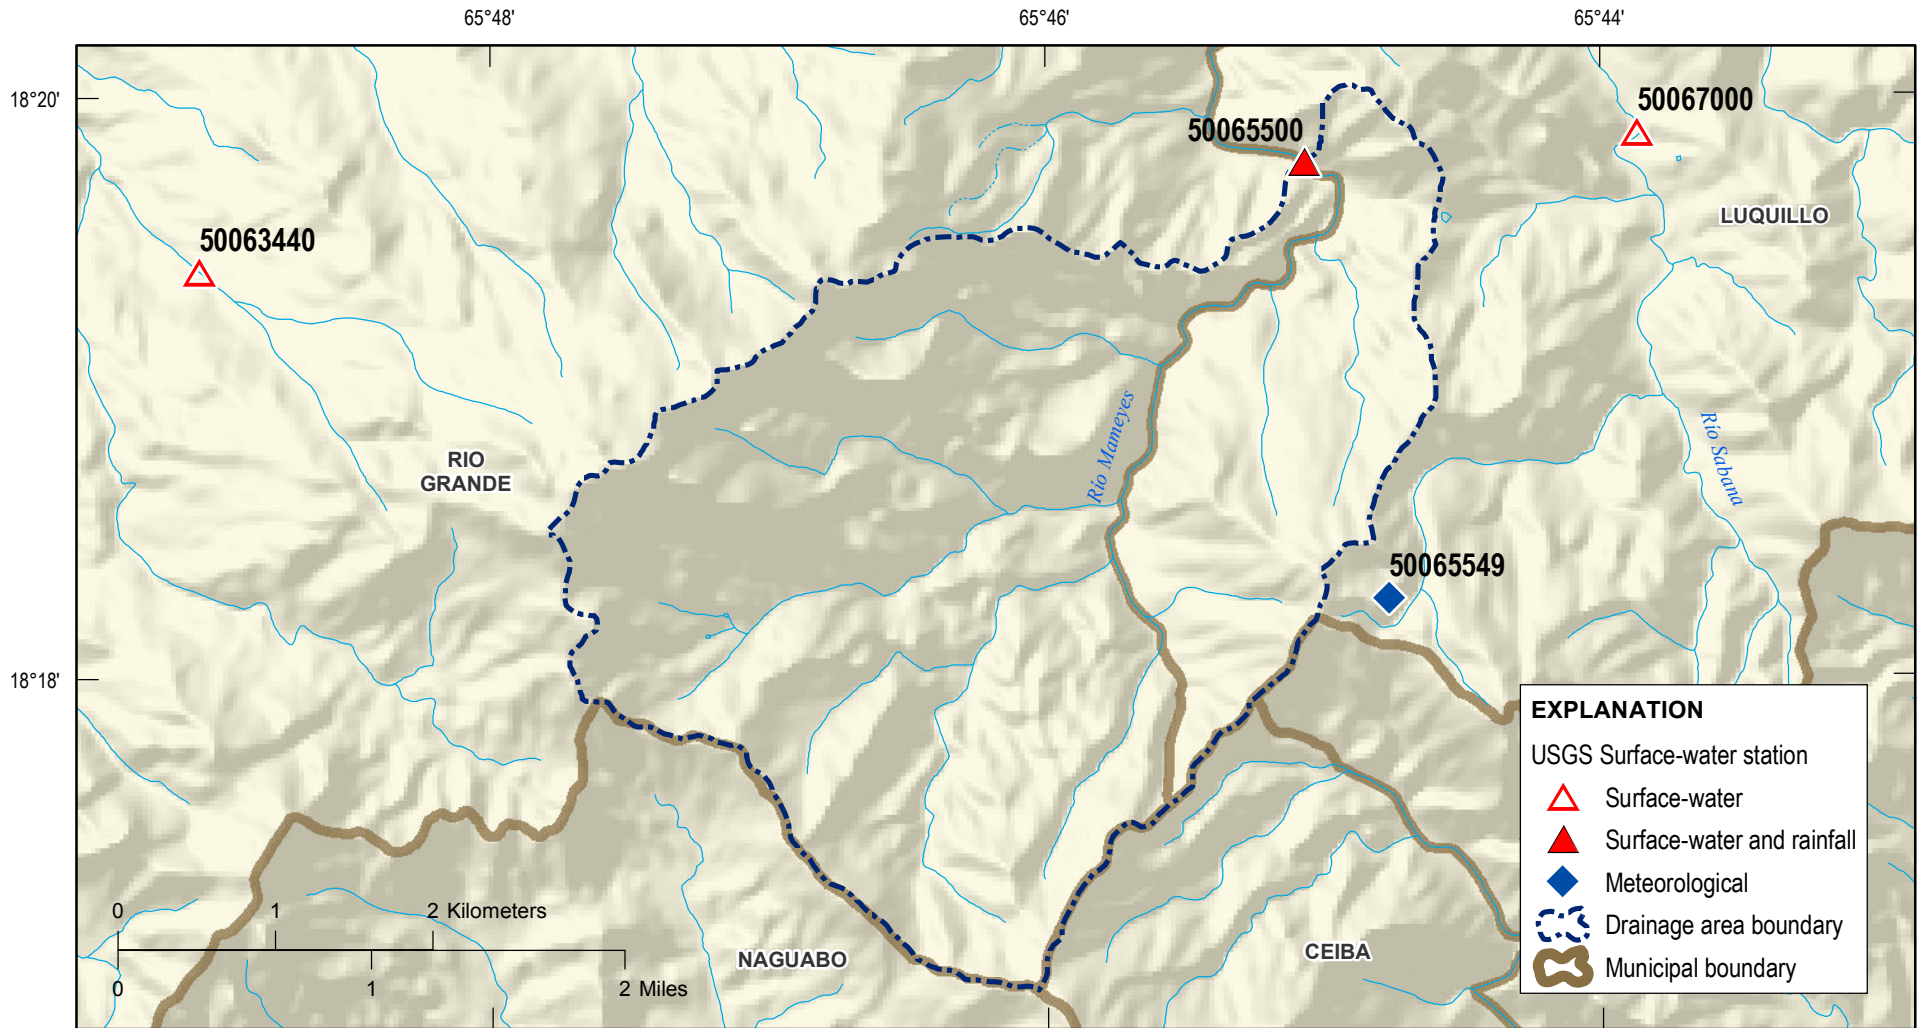 65°48' 65°46' 65°44'
18°20'
50067000
50065500
LUQUILLO
50063440
Río Mameyes
Río Sabana
RIO
GRANDE
50065549
18°18'
EXPLANATION
USGS Surface-water station
Surface-water
Surface-water and rainfall
Meteorological
Drainage area boundary
Municipal boundary
0 1 2 Kilometers
0 1 2 Miles
NAGUABO
CEIBA